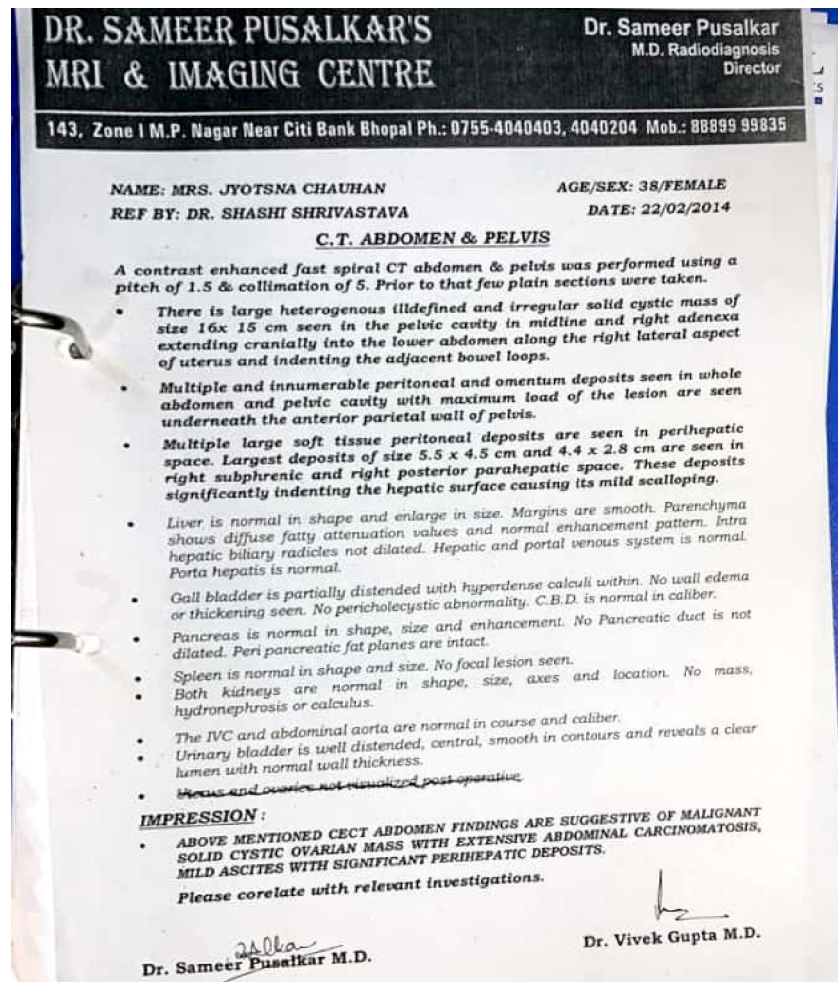 DR. SAMEER PUSALKAR'S
MRI & IMAGING CENTRE
Dr. Sameer Pusalkar
M.D. Radiodiagnosis
Director
143, Zone I M.P. Nagar Near Citi Bank Bhopal Ph.: 0755-4040403, 4040204 Mob.: 88899 99835
NAME: MRS. JYOTSNA CHAUHAN AGE/SEX: 38/FEMALE
REF BY: DR. SHASHI SHRIVASTAVA DATE: 22/02/2014
C.T. ABDOMEN & PELVIS
A contrast enhanced fast spiral CT abdomen & pelvis was performed using a
pitch of 1.5 & collimation of 5. Prior to that few plain sections were taken.
• There is large heterogenous illdefined and irregular solid cystic mass of
size 16x 15 cm seen in the pelvic cavity in midline and right adenexa
extending cranially into the lower abdomen along the right lateral aspect
of uterus and indenting the adjacent bowel loops.
• Multiple and innumerable peritoneal and omentum deposits seen in whole
abdomen and pelvic cavity with maximum load of the lesion are seen
underneath the anterior parietal wall of pelvis.
• Multiple large soft tissue peritoneal deposits are seen in perihepatic
space. Largest deposits of size 5.5 x 4.5 cm and 4.4 x 2.8 cm are seen in
right subphrenic and right posterior parahepatic space. These deposits
significantly indenting the hepatic surface causing its mild scalloping.
• Liver is normal in shape and enlarge in size. Margins are smooth. Parenchyma
shows diffuse fatty attenuation values and normal enhancement pattern. Intra
hepatic biliary radicles not dilated. Hepatic and portal venous system is normal.
Porta hepatis is normal.
• Gall bladder is partially distended with hyperdense calculi within. No wall edema
or thickening seen. No pericholecystic abnormality. C.B.D. is normal in caliber.
• Pancreas is normal in shape, size and enhancement. No Pancreatic duct is not
dilated. Peri pancreatic fat planes are intact.
• Spleen is normal in shape and size. No focal lesion seen.
• Both kidneys are normal in shape, size, axes and location. No mass,
hydronephrosis or calculus.
• The IVC and abdominal aorta are normal in course and caliber.
• Urinary bladder is well distended, central, smooth in contours and reveals a clear
lumen with normal wall thickness.
• Uterus and ovaries not visualized post operative
IMPRESSION :
• ABOVE MENTIONED CECT ABDOMEN FINDINGS ARE SUGGESTIVE OF MALIGNANT
SOLID CYSTIC OVARIAN MASS WITH EXTENSIVE ABDOMINAL CARCINOMATOSIS,
MILD ASCITES WITH SIGNIFICANT PERIHEPATIC DEPOSITS.
Please corelate with relevant investigations.
Dr. Sameer Pusalkar M.D. Dr. Vivek Gupta M.D.